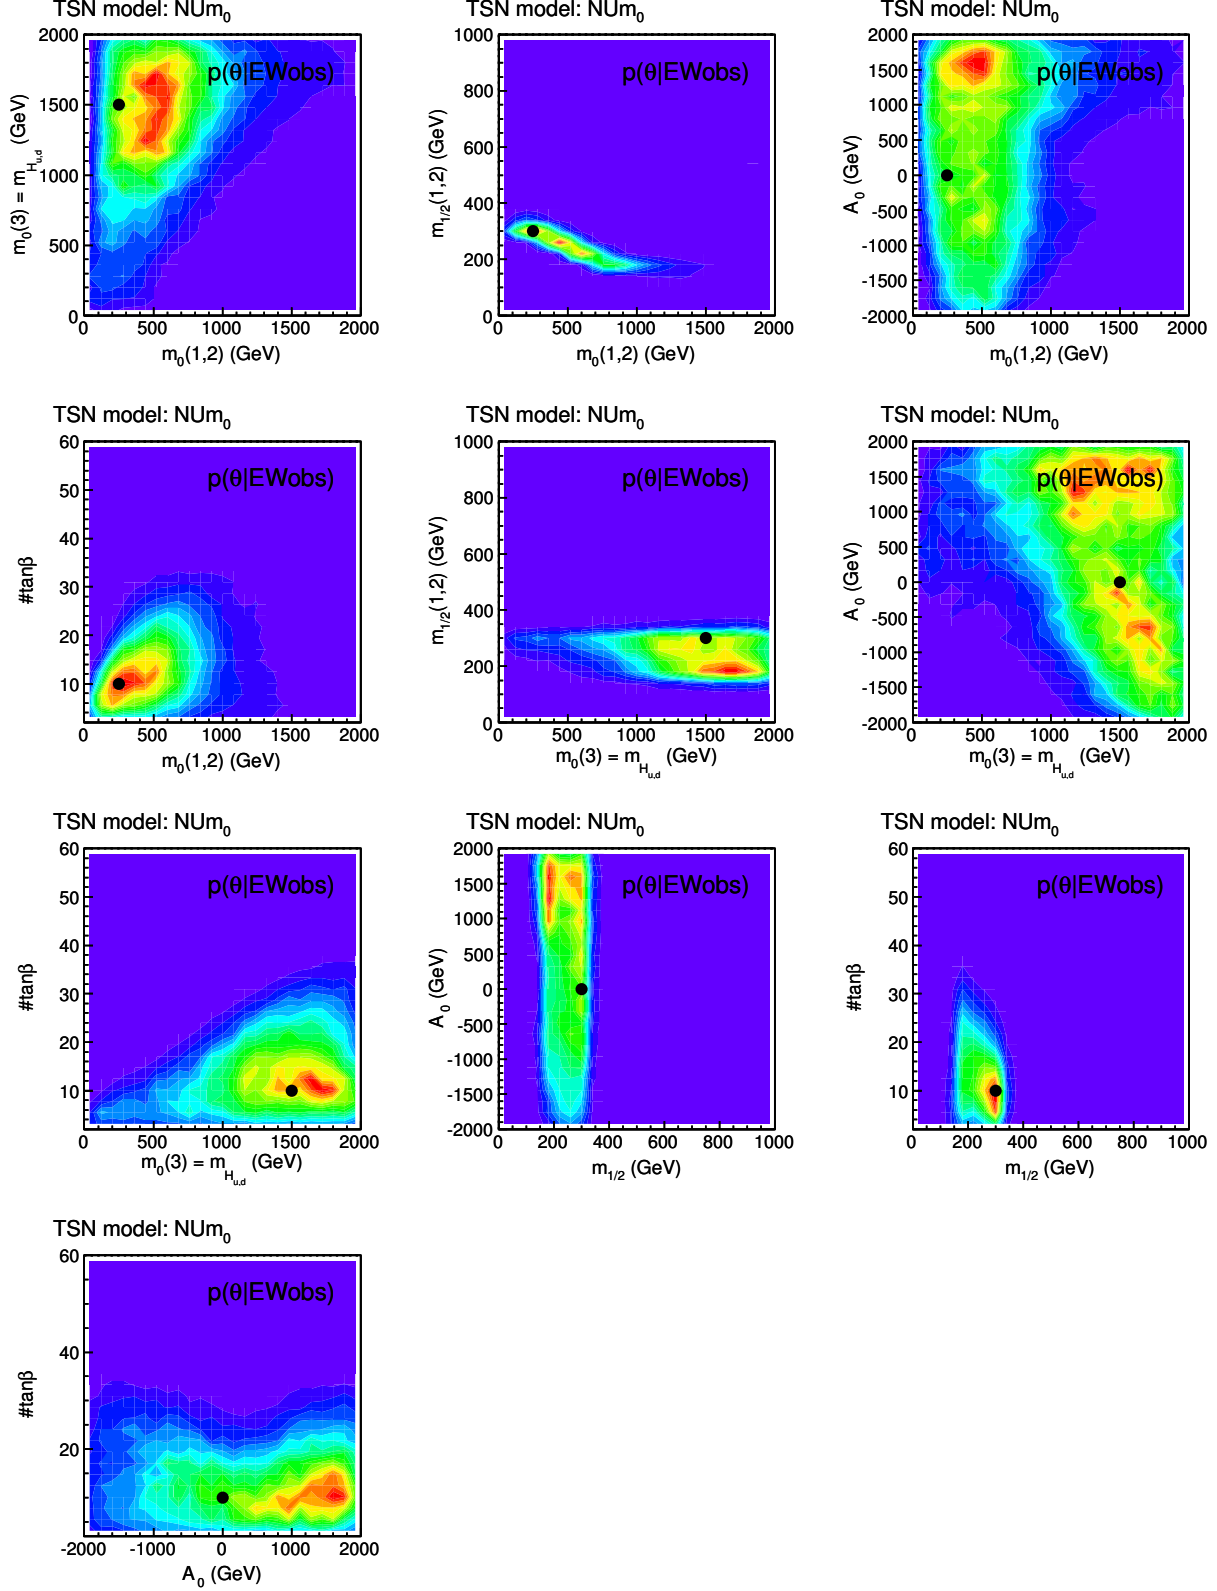 TSN model: NUm0
TSN model: NUm0
TSN model: NUm0
p(θ|EWobs)
p(θ|EWobs)
p(θ|EWobs)
m0(3) = mHu,d (GeV)
2000
1500
1000
500
0
0 500 1000 1500 2000
m0(1,2) (GeV)
m1/2(1,2) (GeV)
1000
800
600
400
200
0
0 500 1000 1500 2000
m0(1,2) (GeV)
A0 (GeV)
2000
1500
1000
500
0
-500
-1000
-1500
-2000
0 500 1000 1500 2000
m0(1,2) (GeV)
TSN model: NUm0
TSN model: NUm0
TSN model: NUm0
p(θ|EWobs)
p(θ|EWobs)
p(θ|EWobs)
#tanβ
60
50
40
30
20
10
0 500 1000 1500 2000
m0(1,2) (GeV)
m1/2(1,2) (GeV)
1000
800
600
400
200
0
0 500 1000 1500 2000
m0(3) = mHu,d (GeV)
A0 (GeV)
2000
1500
1000
500
0
-500
-1000
-1500
-2000
0 500 1000 1500 2000
m0(3) = mHu,d (GeV)
TSN model: NUm0
TSN model: NUm0
TSN model: NUm0
p(θ|EWobs)
p(θ|EWobs)
p(θ|EWobs)
#tanβ
60
50
40
30
20
10
0 500 1000 1500 2000
m0(3) = mHu,d (GeV)
A0 (GeV)
2000
1500
1000
500
0
-500
-1000
-1500
-2000
0 200 400 600 800 1000
m1/2 (GeV)
#tanβ
60
50
40
30
20
10
0 200 400 600 800 1000
m1/2 (GeV)
TSN model: NUm0
p(θ|EWobs)
#tanβ
60
40
20
-2000 -1000 0 1000 2000
A0 (GeV)